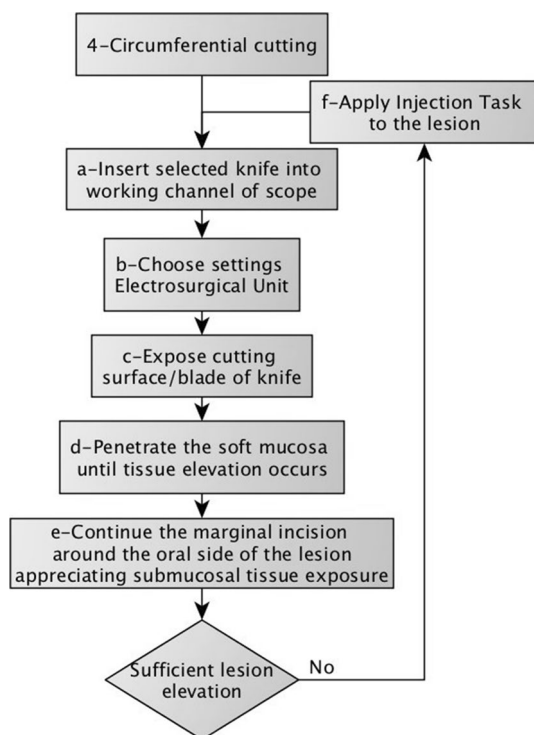 4-Circumferential cutting
f-Apply Injection Task
to the lesion
a-Insert selected knife into
working channel of scope
b-Choose settings
Electrosurgical Unit
c-Expose cutting
surface/blade of knife
d-Penetrate the soft mucosa
until tissue elevation occurs
e-Continue the marginal incision
around the oral side of the lesion
appreciating submucosal tissue exposure
Sufficient lesion
elevation
No